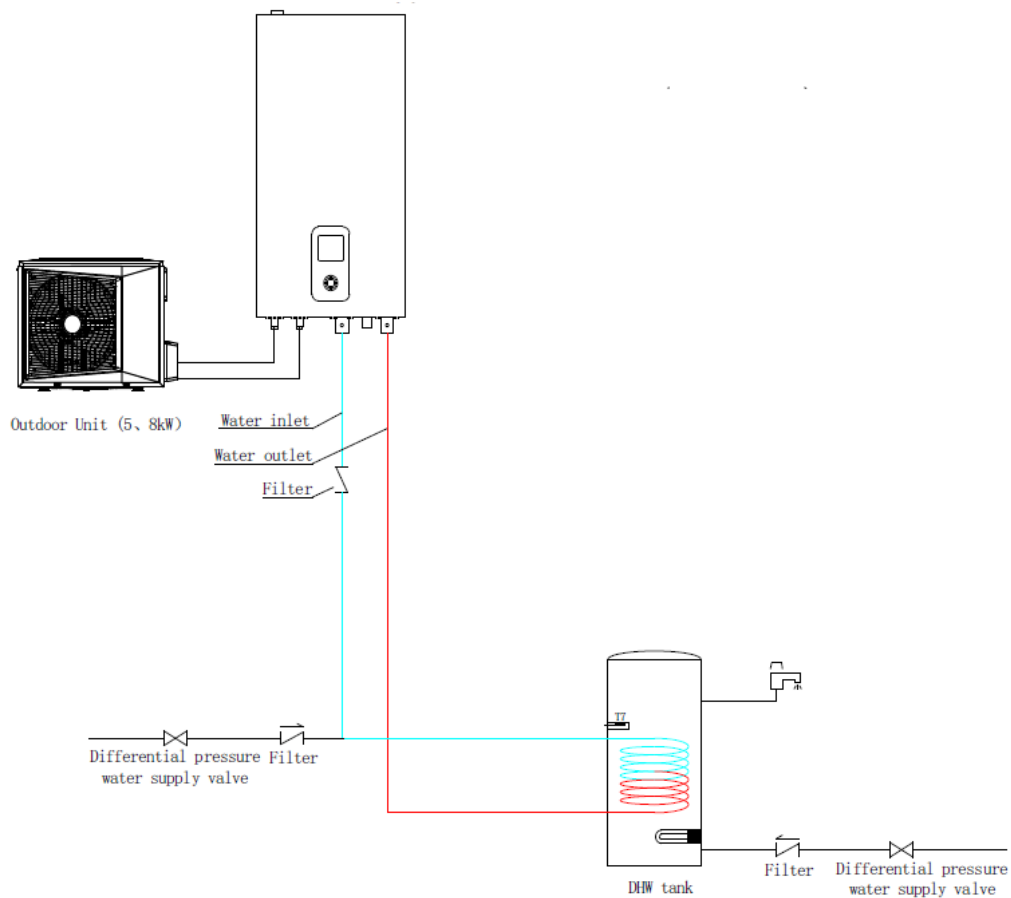 Outdoor Unit (5、8kW)
Water inlet
Water outlet
Filter
T7
Differential pressure
water supply valve
Filter
DHW tank
Filter
Differential pressure
water supply valve